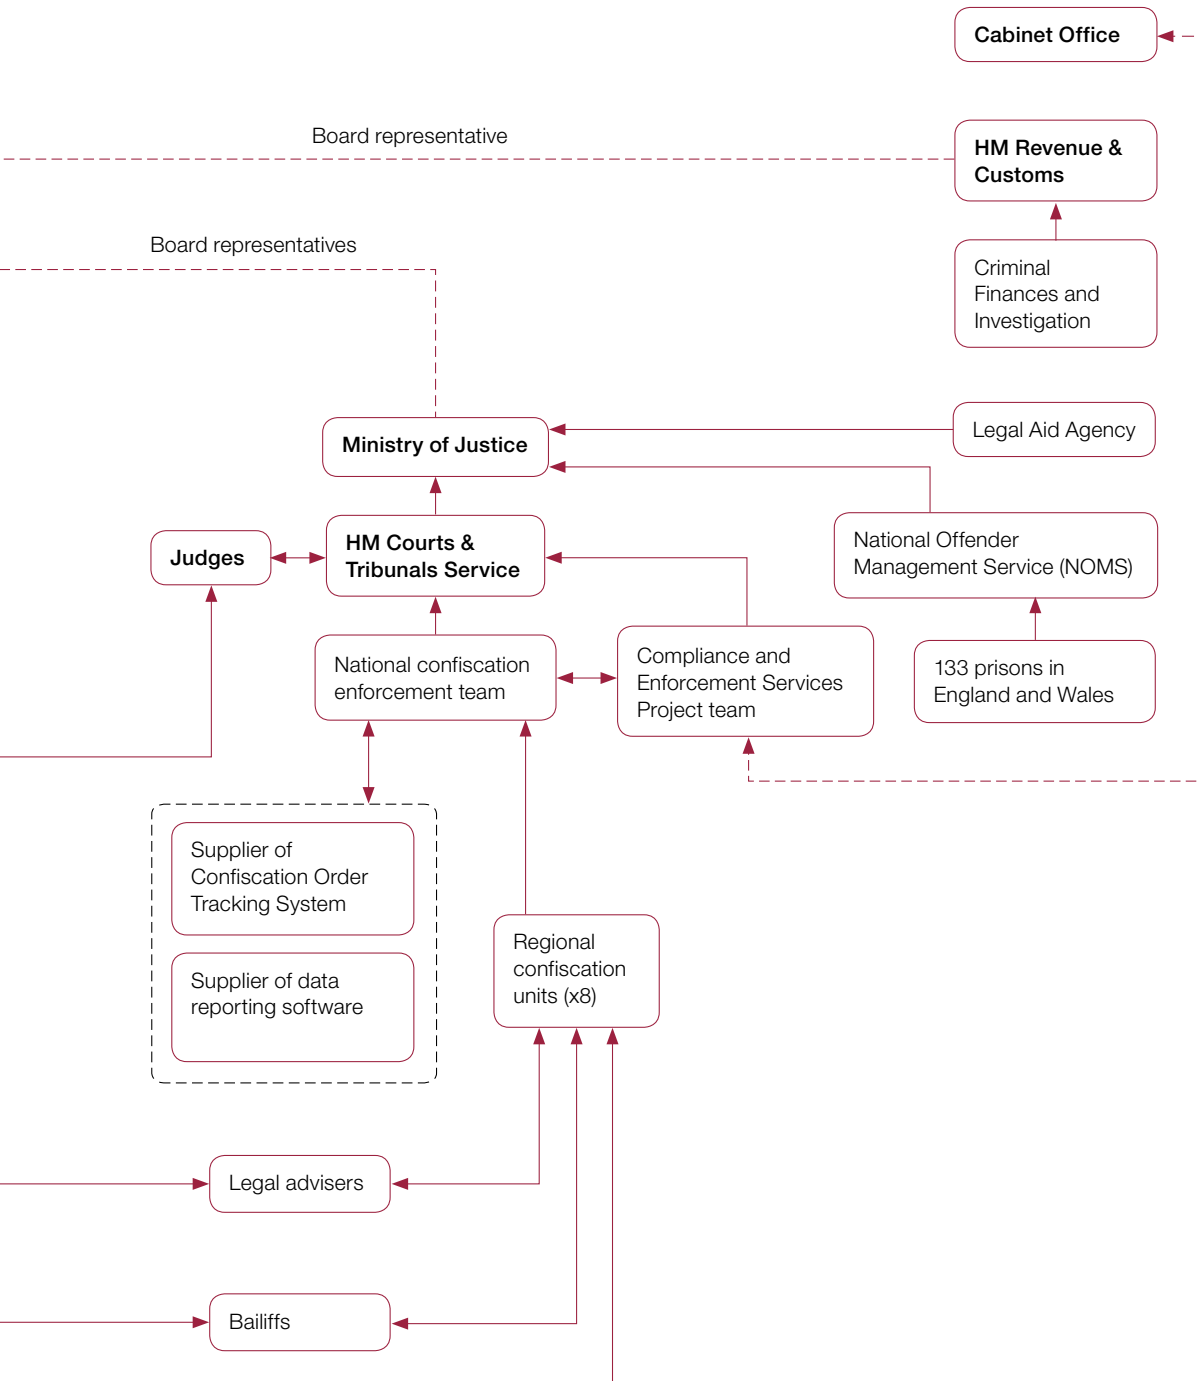 Cabinet Office
Board representative
HM Revenue &
Customs
Board representatives
Criminal
Finances and
Investigation
Ministry of Justice
Legal Aid Agency
Judges
HM Courts &
Tribunals Service
National Offender
Management Service (NOMS)
National confiscation
enforcement team
Compliance and
Enforcement Services
Project team
133 prisons in
England and Wales
Supplier of
Confiscation Order
Tracking System
Supplier of data
reporting software
Regional
confiscation
units (x8)
Legal advisers
Bailiffs